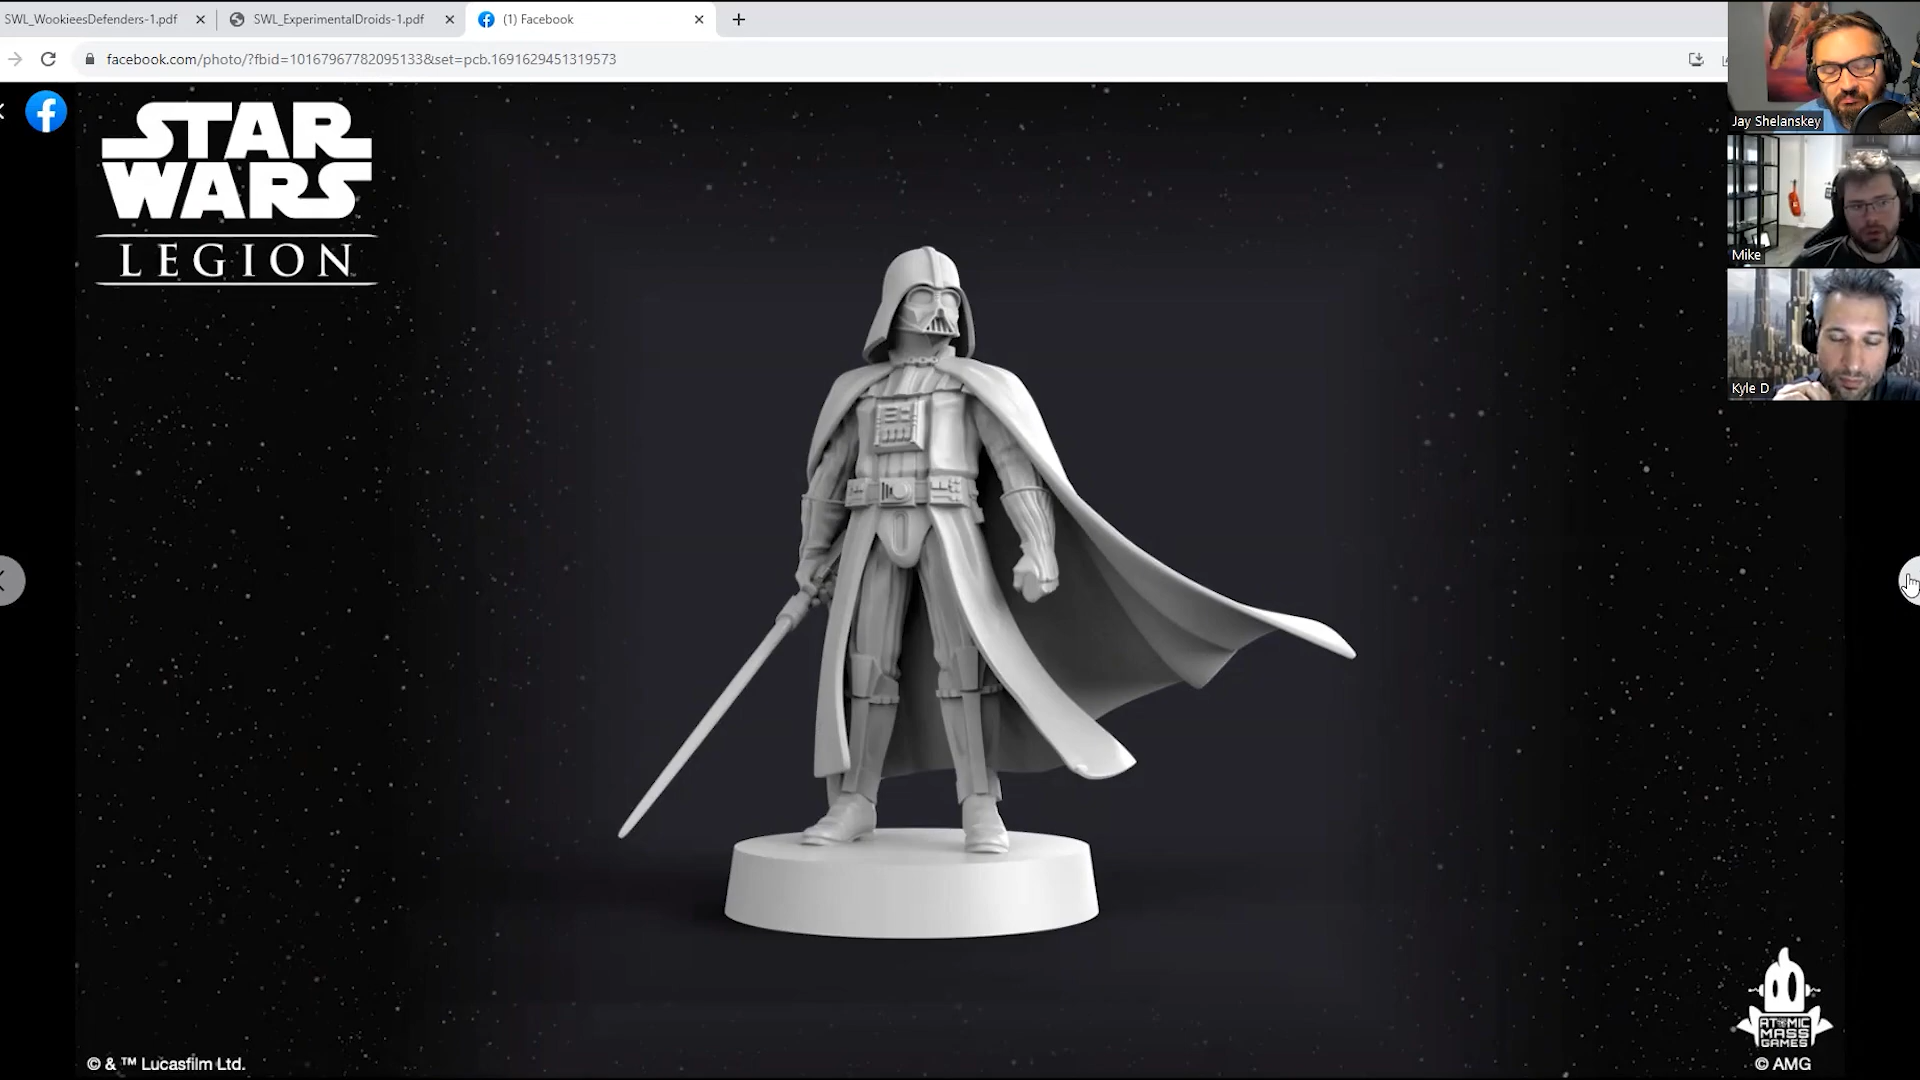 SWL_WookieesDefenders-1.pdf
SWL_ExperimentalDroids-1.pdf
(1) Facebook
facebook.com/photo/?fbid=10167967782095133&set=pcb.1691629451319573
STAR
WARS
LEGION
Jay Shelanskey
Mike
Kyle D
ATOMIC
MASS
GAMES
© & ™ Lucasfilm Ltd.
© AMG